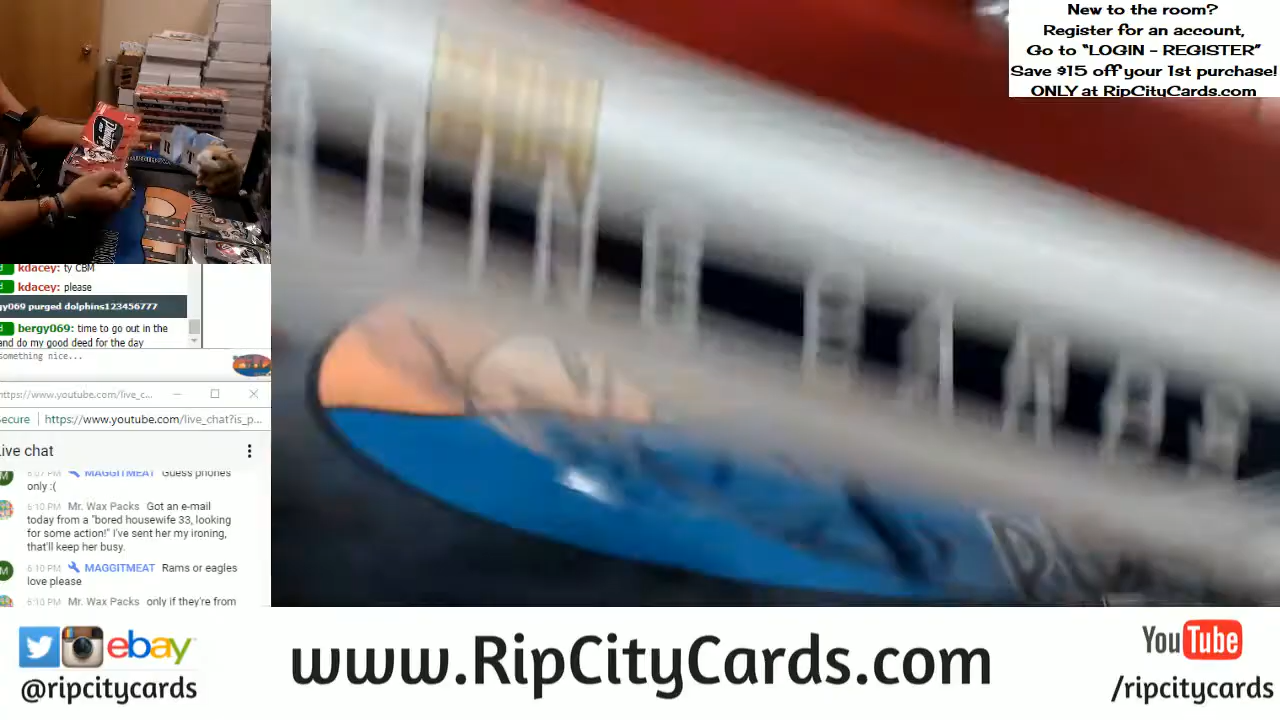 New to the room?
Register for an account,
Go to "LOGIN - REGISTER"
Save $15 off your 1st purchase!
ONLY at RipCityCards.com
kdacey: ty CBM
kdacey: please
gy069 purged dolphins123456777
bergy069: time to go out in the
and do my good deed for the day
something nice...
https://www.youtube.com/live_c...
Secure https://www.youtube.com/live_chat?is_p...
Live chat
6:07 PM MAGGITMEAT Guess phones
only :(
6:10 PM Mr. Wax Packs Got an e-mail
today from a "bored housewife 33, looking
for some action!" I've sent her my ironing,
that'll keep her busy.
6:10 PM MAGGITMEAT Rams or eagles
love please
6:10 PM Mr. Wax Packs only if they're from
ebay
@ripcitycards
www.RipCityCards.com
YouTube
/ripcitycards